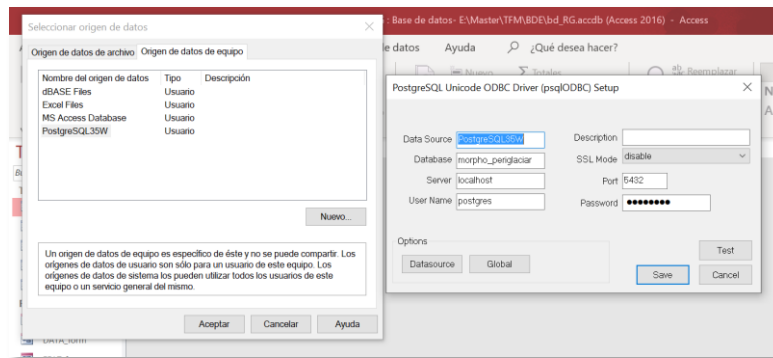 : Base de datos- E:\Master\TFM\BDE\bd_RG.accdb (Access 2016) - Access
Seleccionar origen de datos
Origen de datos de archivo Origen de datos de equipo
Nombre del origen de datos Tipo Descripción
dBASE Files Usuario
Excel Files Usuario
MS Access Database Usuario
PostgreSQL35W Usuario
Nuevo...
Un origen de datos de equipo es específico de éste y no se puede compartir. Los
orígenes de datos de usuario son sólo para un usuario de este equipo. Los
orígenes de datos de sistema los pueden utilizar todos los usuarios de este
equipo o un servicio general del mismo.
Aceptar Cancelar Ayuda
DATA_form
e datos Ayuda ¿Qué desea hacer?
Nuevo Totales Reemplazar
PostgreSQL Unicode ODBC Driver (psqlODBC) Setup
Data Source PostgreSQL35W Description
Database morpho_periglaciar SSL Mode disable
Server localhost Port 5432
User Name postgres Password ●●●●●●●●
Options
Datasource Global
Test
Save Cancel